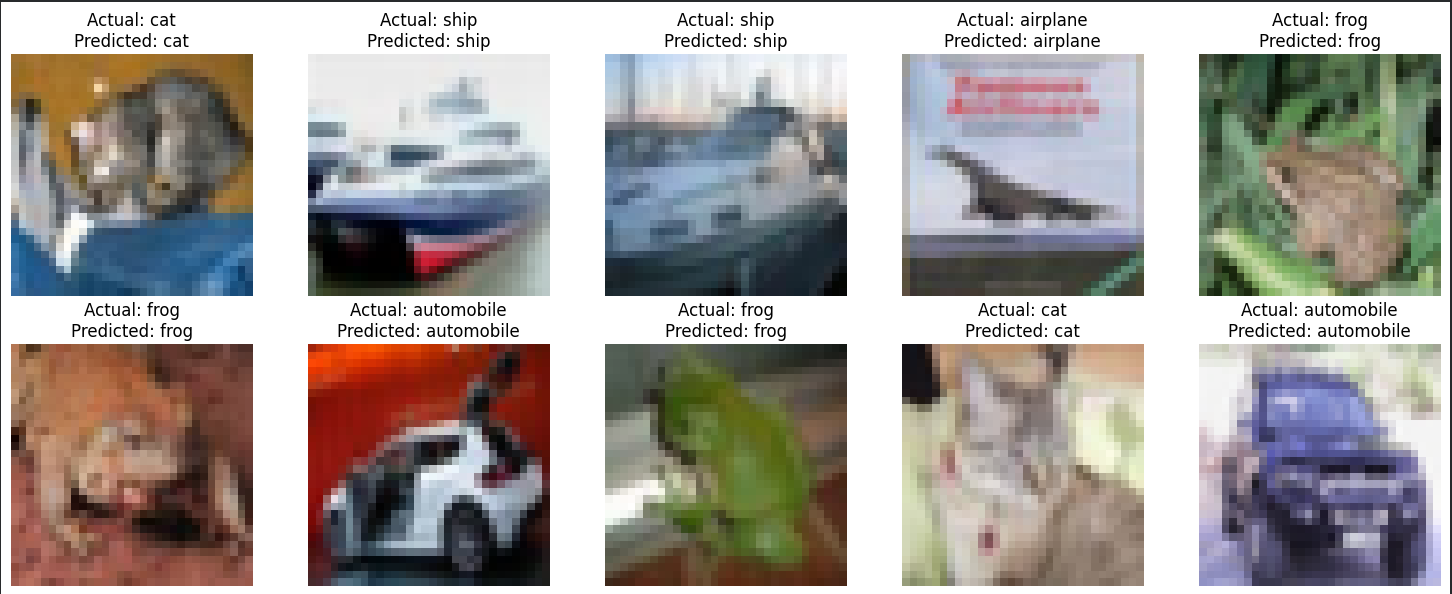 Actual: cat
Predicted: cat
Actual: ship
Predicted: ship
Actual: ship
Predicted: ship
Actual: airplane
Predicted: airplane
Actual: frog
Predicted: frog
Actual: frog
Predicted: frog
Actual: automobile
Predicted: automobile
Actual: frog
Predicted: frog
Actual: cat
Predicted: cat
Actual: automobile
Predicted: automobile